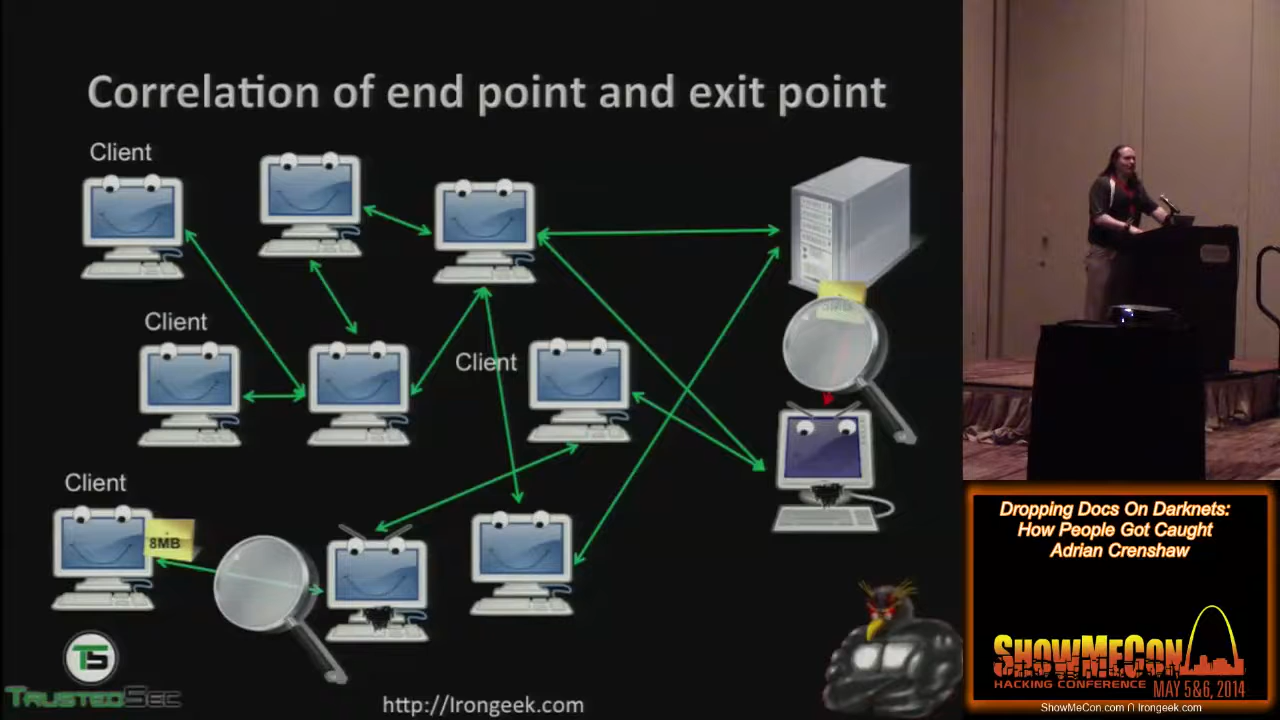 Correlation of end point and exit point
Client
Client
Client
Client
8MB
TS
TRUSTEDSEC
http://Irongeek.com
Dropping Docs On Darknets:
How People Got Caught
Adrian Crenshaw
SHOWMECON
HACKING CONFERENCE MAY 5&6, 2014
ShowMeCon.com ∩ Irongeek.com